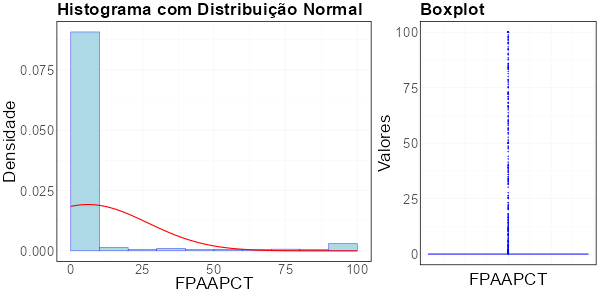 Histograma com Distribuição Normal
Densidade
0.075
0.050
0.025
0.000
0
25
50
75
100
FPAAPCT
Boxplot
Valores
100
75
50
25
0
FPAAPCT